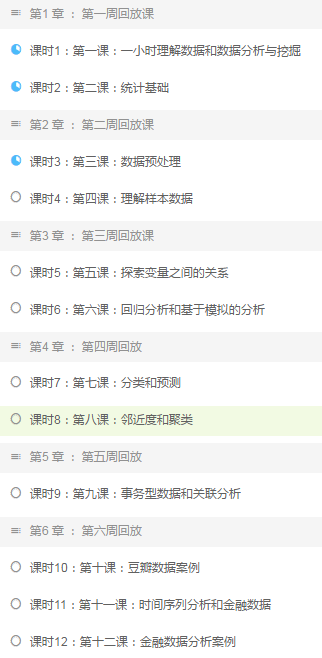 第1 章 ： 第一周回放课
课时1：第一课：一小时理解数据和数据分析与挖掘
课时2：第二课：统计基础
第2 章 ： 第二周回放课
课时3：第三课：数据预处理
课时4：第四课：理解样本数据
第3 章 ： 第三周回放课
课时5：第五课：探索变量之间的关系
课时6：第六课：回归分析和基于模拟的分析
第4 章 ： 第四周回放
课时7：第七课：分类和预测
课时8：第八课：邻近度和聚类
第5 章 ： 第五周回放
课时9：第九课：事务型数据和关联分析
第6 章 ： 第六周回放
课时10：第十课：豆瓣数据案例
课时11：第十一课：时间序列分析和金融数据
课时12：第十二课：金融数据分析案例